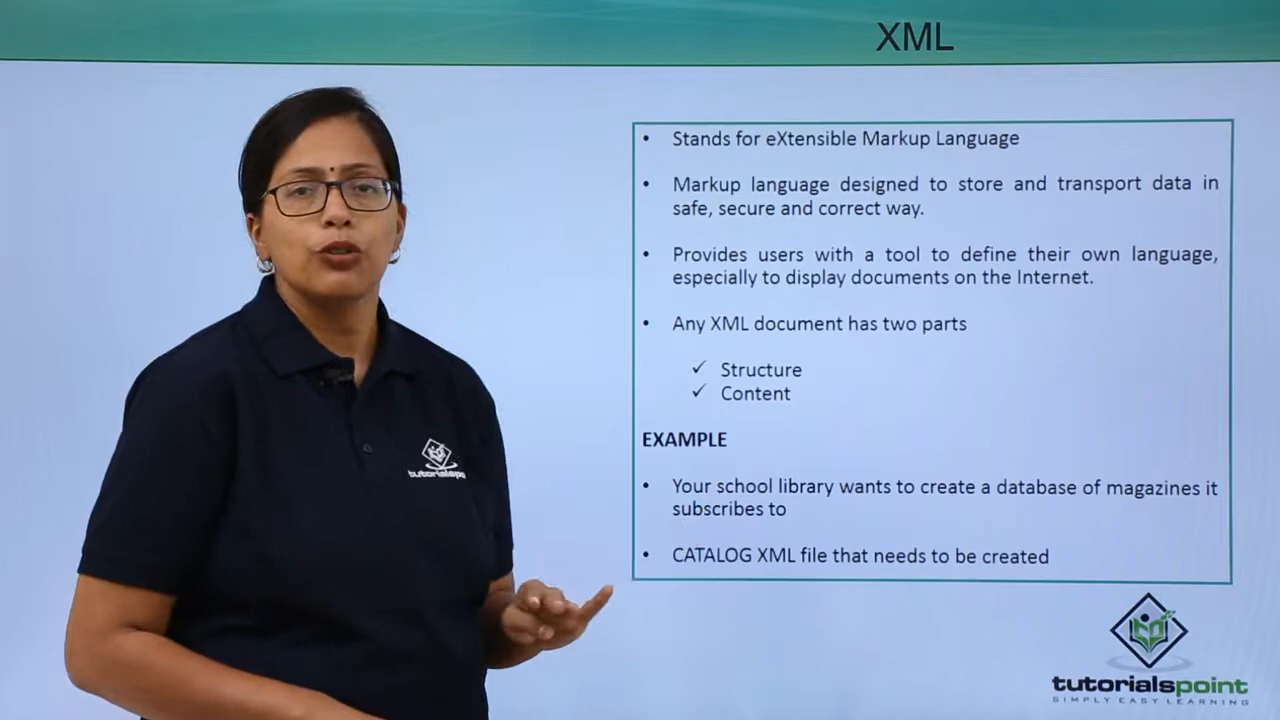 XML
• Stands for eXtensible Markup Language
• Markup language designed to store and transport data in
safe, secure and correct way.
• Provides users with a tool to define their own language,
especially to display documents on the Internet.
• Any XML document has two parts
✓ Structure
✓ Content
EXAMPLE
• Your school library wants to create a database of magazines it
subscribes to
• CATALOG XML file that needs to be created
tutorialspo
tutorialspoint
SIMPLY EASY LEARNING